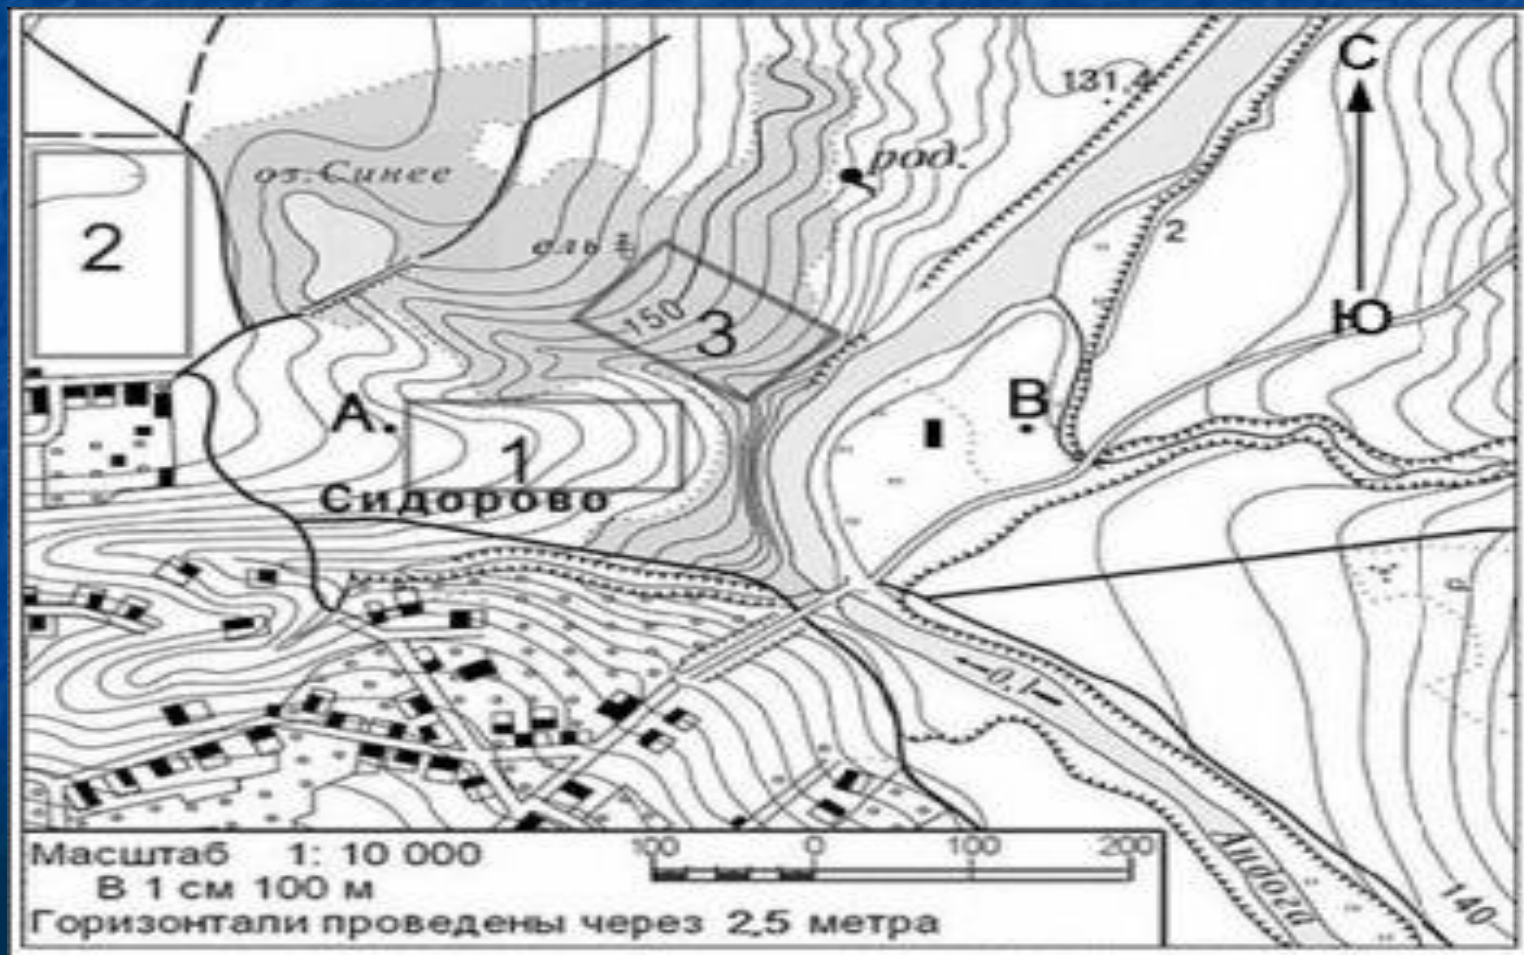 С
131,4
оз. Синее
род.
2
2
ель
Ю
150
3
А.
В
1
Сидорово
0,1
Масштаб 1: 10 000
100 0 100 200
В 1 см 100 м
Андога
140
Горизонтали проведены через 2,5 метра